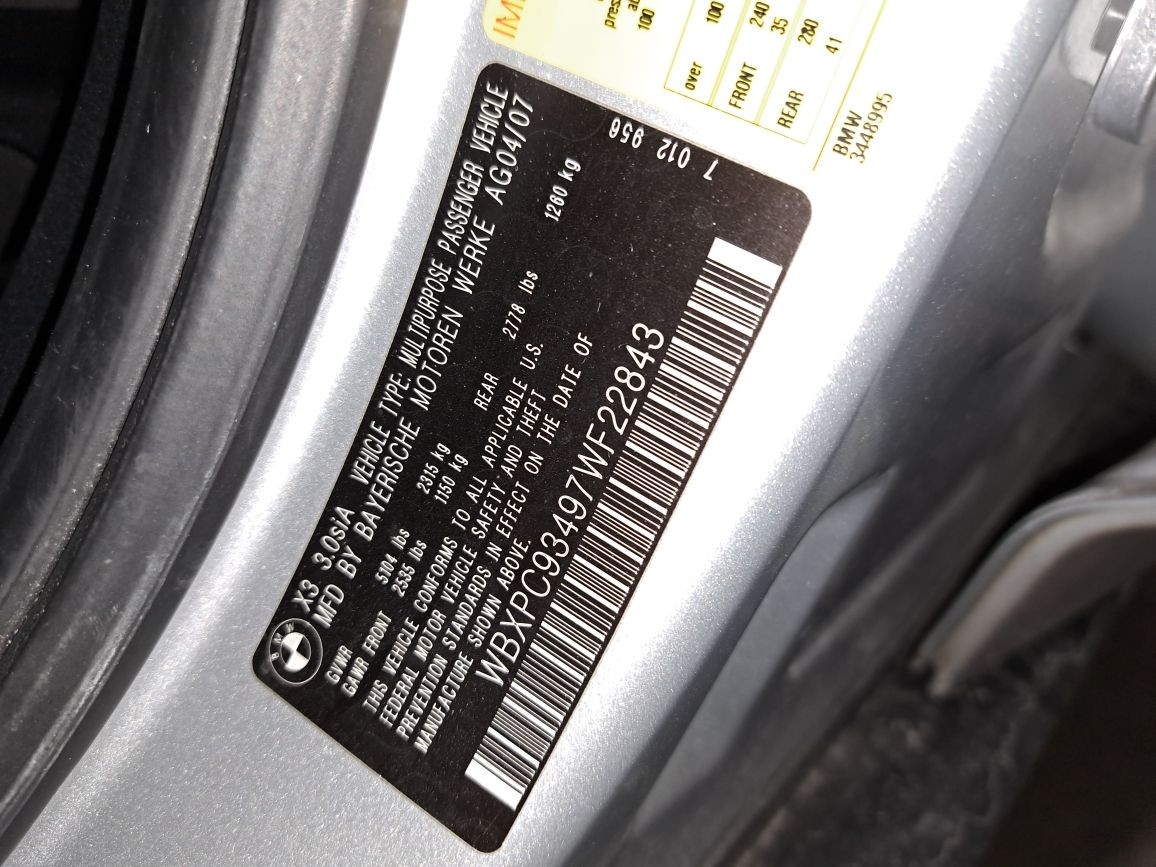 X3 3.0si/A VEHICLE TYPE: MULTIPURPOSE PASSENGER VEHICLE
MFD BY BAYERISCHE MOTOREN WERKE AG04/07
GVWR 5104 lbs 2315 kg
GAWR FRONT 2535 lbs 1150 kg REAR 2778 lbs 1260 kg
THIS VEHICLE CONFORMS TO ALL APPLICABLE U.S.
FEDERAL MOTOR VEHICLE SAFETY AND THEFT
PREVENTION STANDARDS IN EFFECT ON THE DATE OF
MANUFACTURE SHOWN ABOVE.
WBXPC93497WF22843
7 012 950
over 100
FRONT 240
35
REAR 280
41
BMW
3448995
100